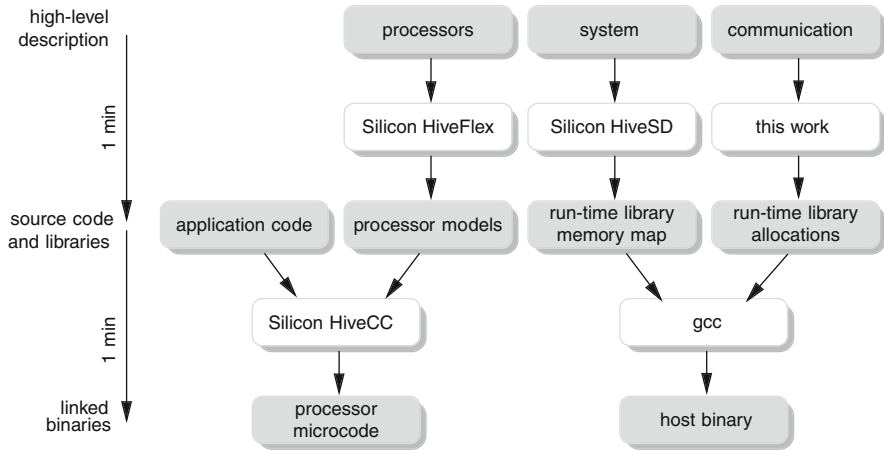 high-level
description
processors
system
communication
1 min
Silicon HiveFlex
Silicon HiveSD
this work
source code
and libraries
application code
processor models
run-time library
memory map
run-time library
allocations
1 min
Silicon HiveCC
gcc
linked
binaries
processor
microcode
host binary